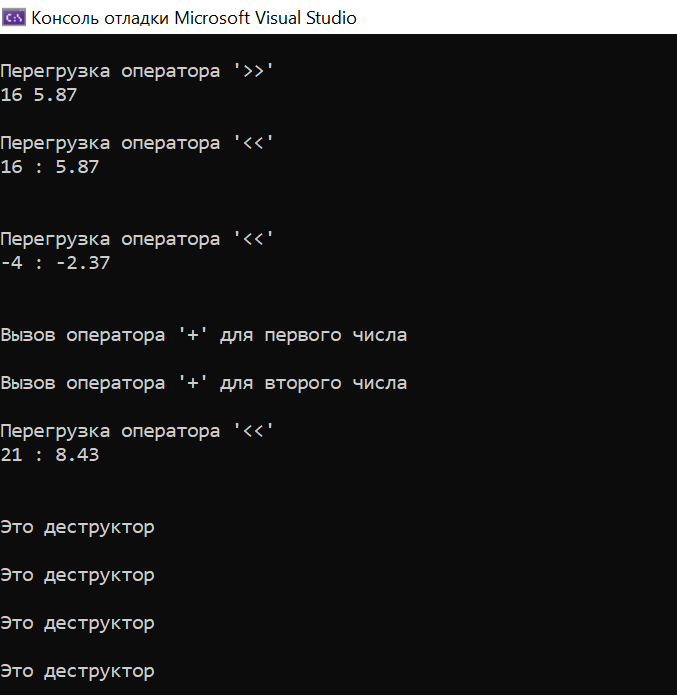 Консоль отладки Microsoft Visual Studio
Перегрузка оператора '>>'
16 5.87
Перегрузка оператора '<<'
16 : 5.87
Перегрузка оператора '<<'
-4 : -2.37
Вызов оператора '+' для первого числа
Вызов оператора '+' для второго числа
Перегрузка оператора '<<'
21 : 8.43
Это деструктор
Это деструктор
Это деструктор
Это деструктор